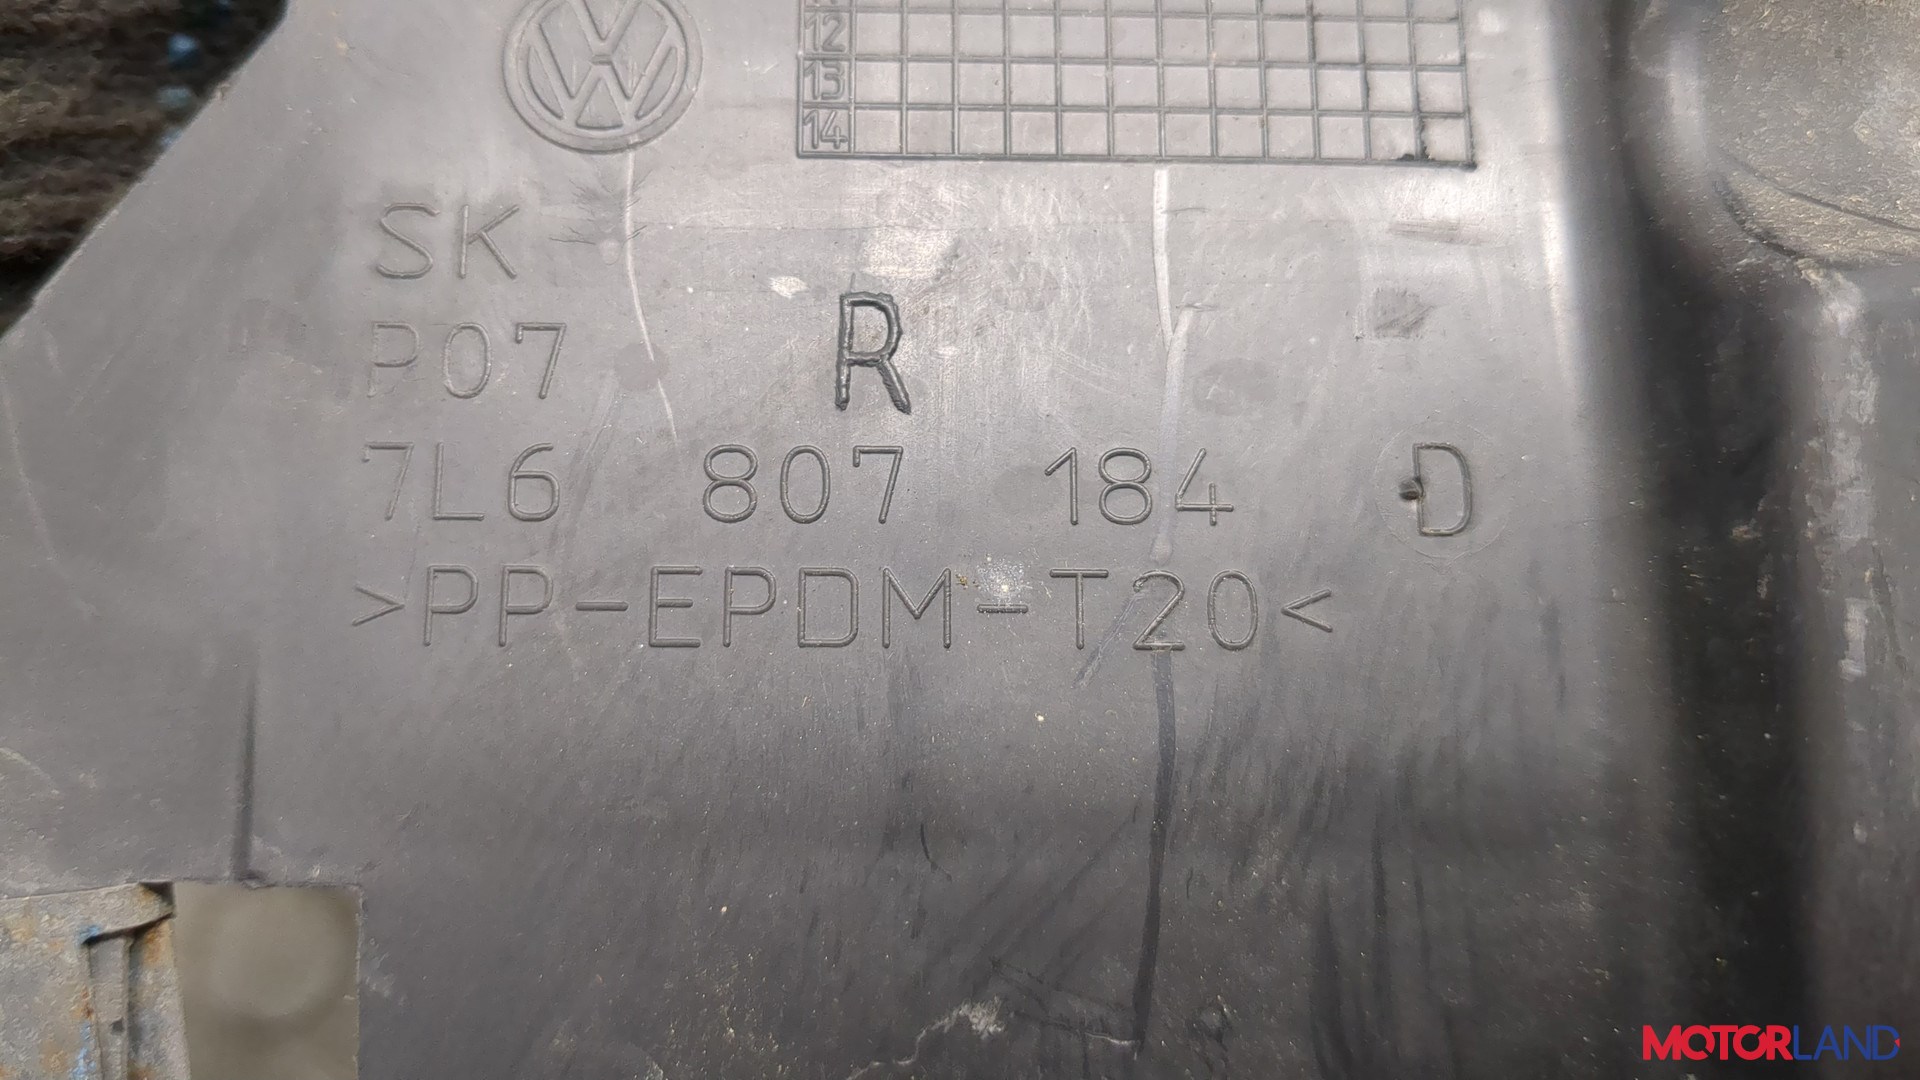 12
13
14
SK
P07
R
7L6 807 184 D
>PP-EPDM-T20<
MOTORLAND